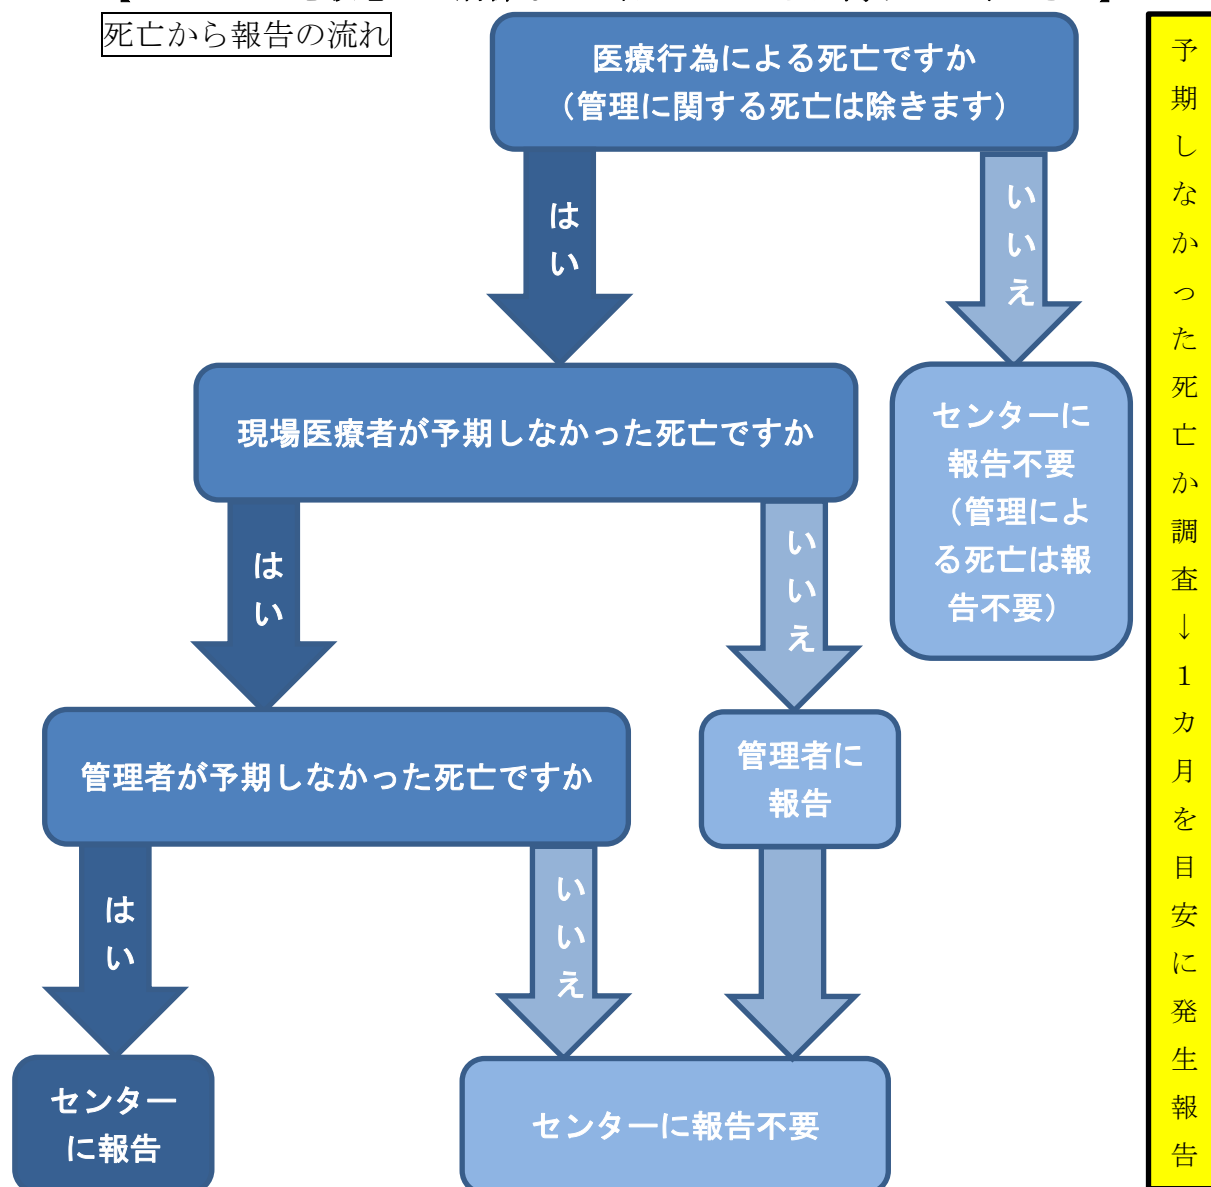 死亡から報告の流れ
医療行為による死亡ですか
（管理に関する死亡は除きます）
はい
いいえ
現場医療者が予期しなかった死亡ですか
センターに
報告不要
（管理によ
る死亡は報
告不要）
はい
いいえ
管理者が予期しなかった死亡ですか
管理者に
報告
はい
いいえ
センター
に報告
センターに報告不要
予期しなかった死亡か調査↓１カ月を目安に発生報告